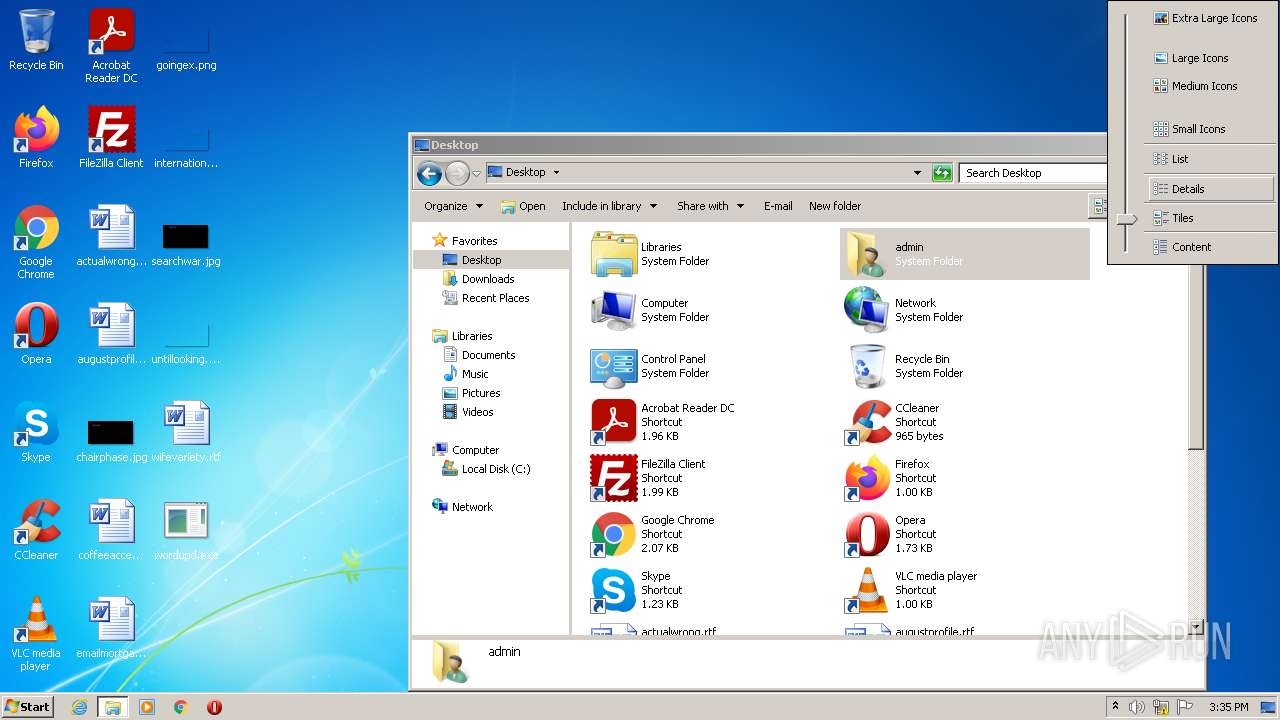 Recycle Bin
Acrobat
Reader DC
goingex.png
Firefox
FileZilla Client
internation...
Google
Chrome
actualwrong...
searchwar.jpg
Opera
augustprofil...
untillooking....
Skype
chairphase.jpg
wifevariety.rtf
CCleaner
coffeeacce...
wordupd.exe
VLC media
player
emailmortga...
Desktop
Desktop
Search Desktop
Organize
Open
Include in library
Share with
E-mail
New folder
Favorites
Desktop
Downloads
Recent Places
Libraries
Documents
Music
Pictures
Videos
Computer
Local Disk (C:)
Network
Libraries
System Folder
admin
System Folder
Computer
System Folder
Network
System Folder
Control Panel
System Folder
Recycle Bin
System Folder
Acrobat Reader DC
Shortcut
1.96 KB
CCleaner
Shortcut
965 bytes
FileZilla Client
Shortcut
1.99 KB
Firefox
Shortcut
1.00 KB
Google Chrome
Shortcut
2.07 KB
Opera
Shortcut
1.72 KB
Skype
Shortcut
1.23 KB
VLC media player
Shortcut
1.00 KB
actualwrong.rtf
augustprofile.rtf
admin
Extra Large Icons
Large Icons
Medium Icons
Small Icons
List
Details
Tiles
Content
ANY RUN
Start
3:35 PM